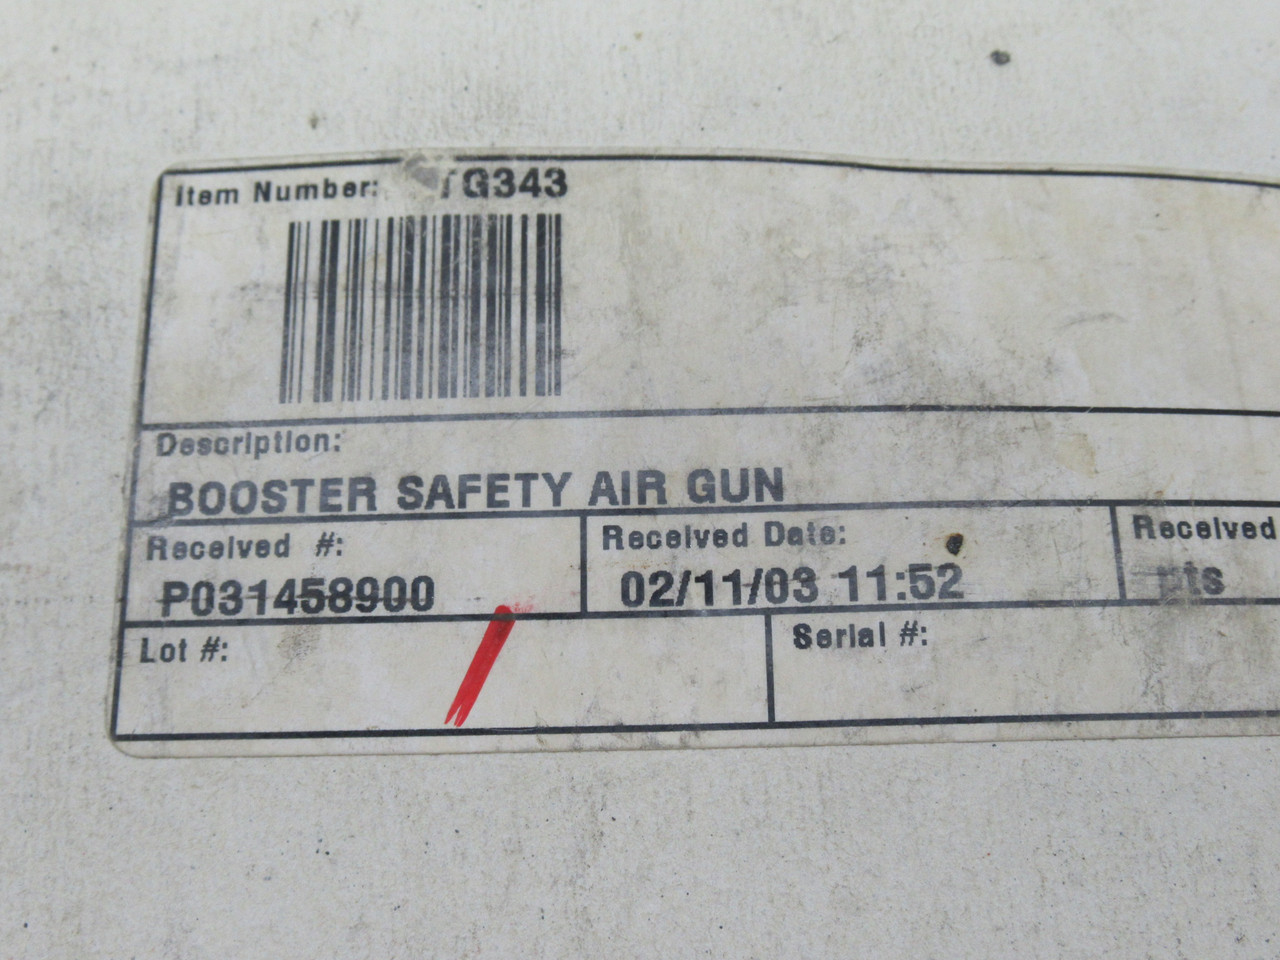 Item Number: TG343
Description:
BOOSTER SAFETY AIR GUN
Received #: Received Date: Received
P031458900 02/11/03 11:52 pts
Lot #: Serial #: